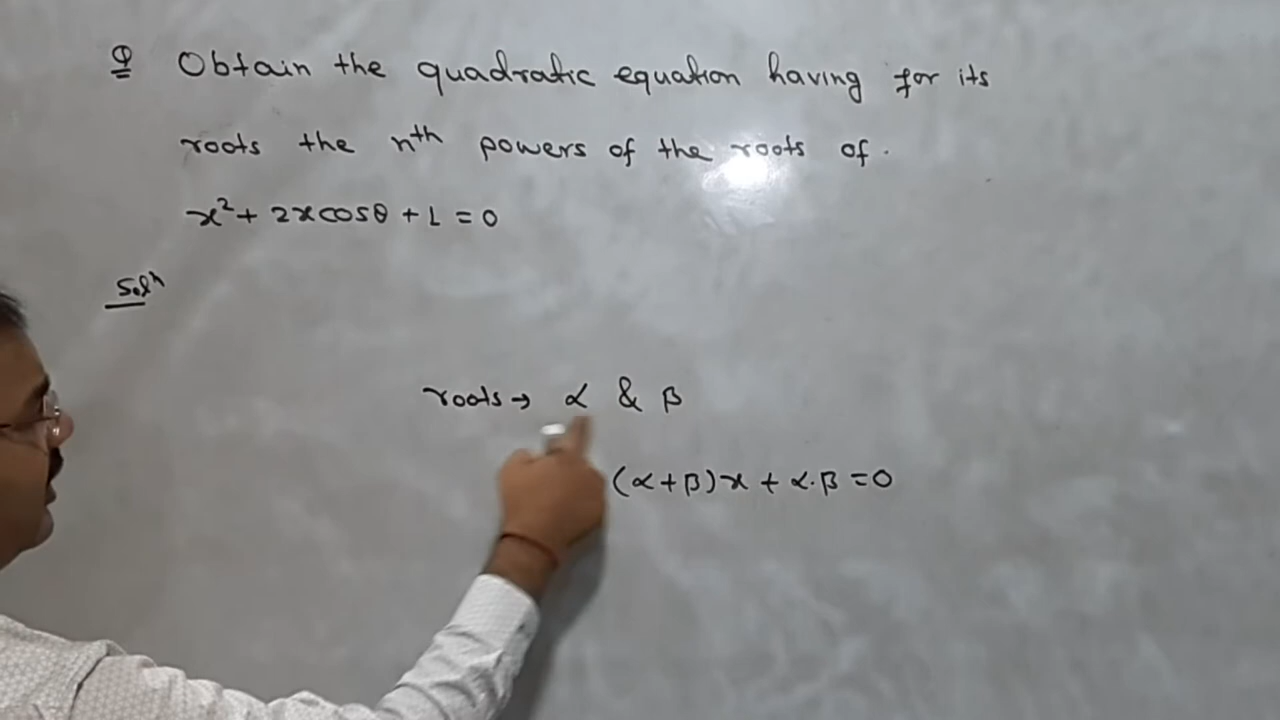 Q Obtain the quadratic equation having for its
roots the nth powers of the roots of.
x² + 2x cosθ + 1 = 0
Solⁿ
roots → α & β
(α+β)x + α.β = 0